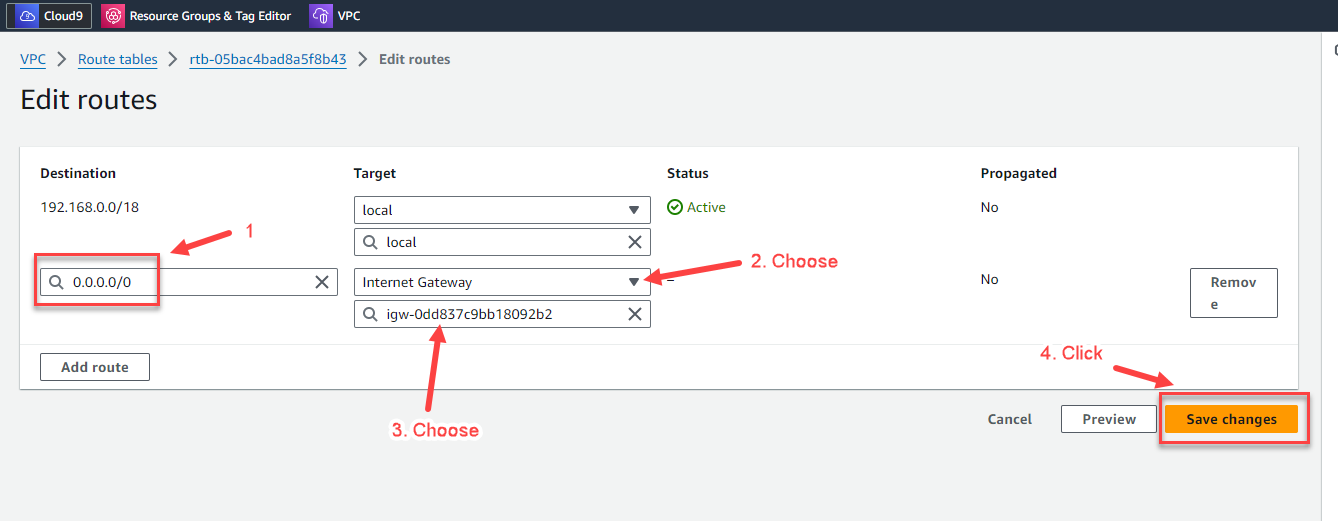 Cloud9 Resource Groups & Tag Editor VPC
VPC Route tables rtb-05bac4bad8a5f8b43 Edit routes
Edit routes
Destination Target Status Propagated
192.168.0.0/18 local Active No
local
1
2. Choose
0.0.0.0/0 Internet Gateway – No Remov
e
igw-0dd837c9bb18092b2
Add route
4. Click
3. Choose
Cancel Preview Save changes